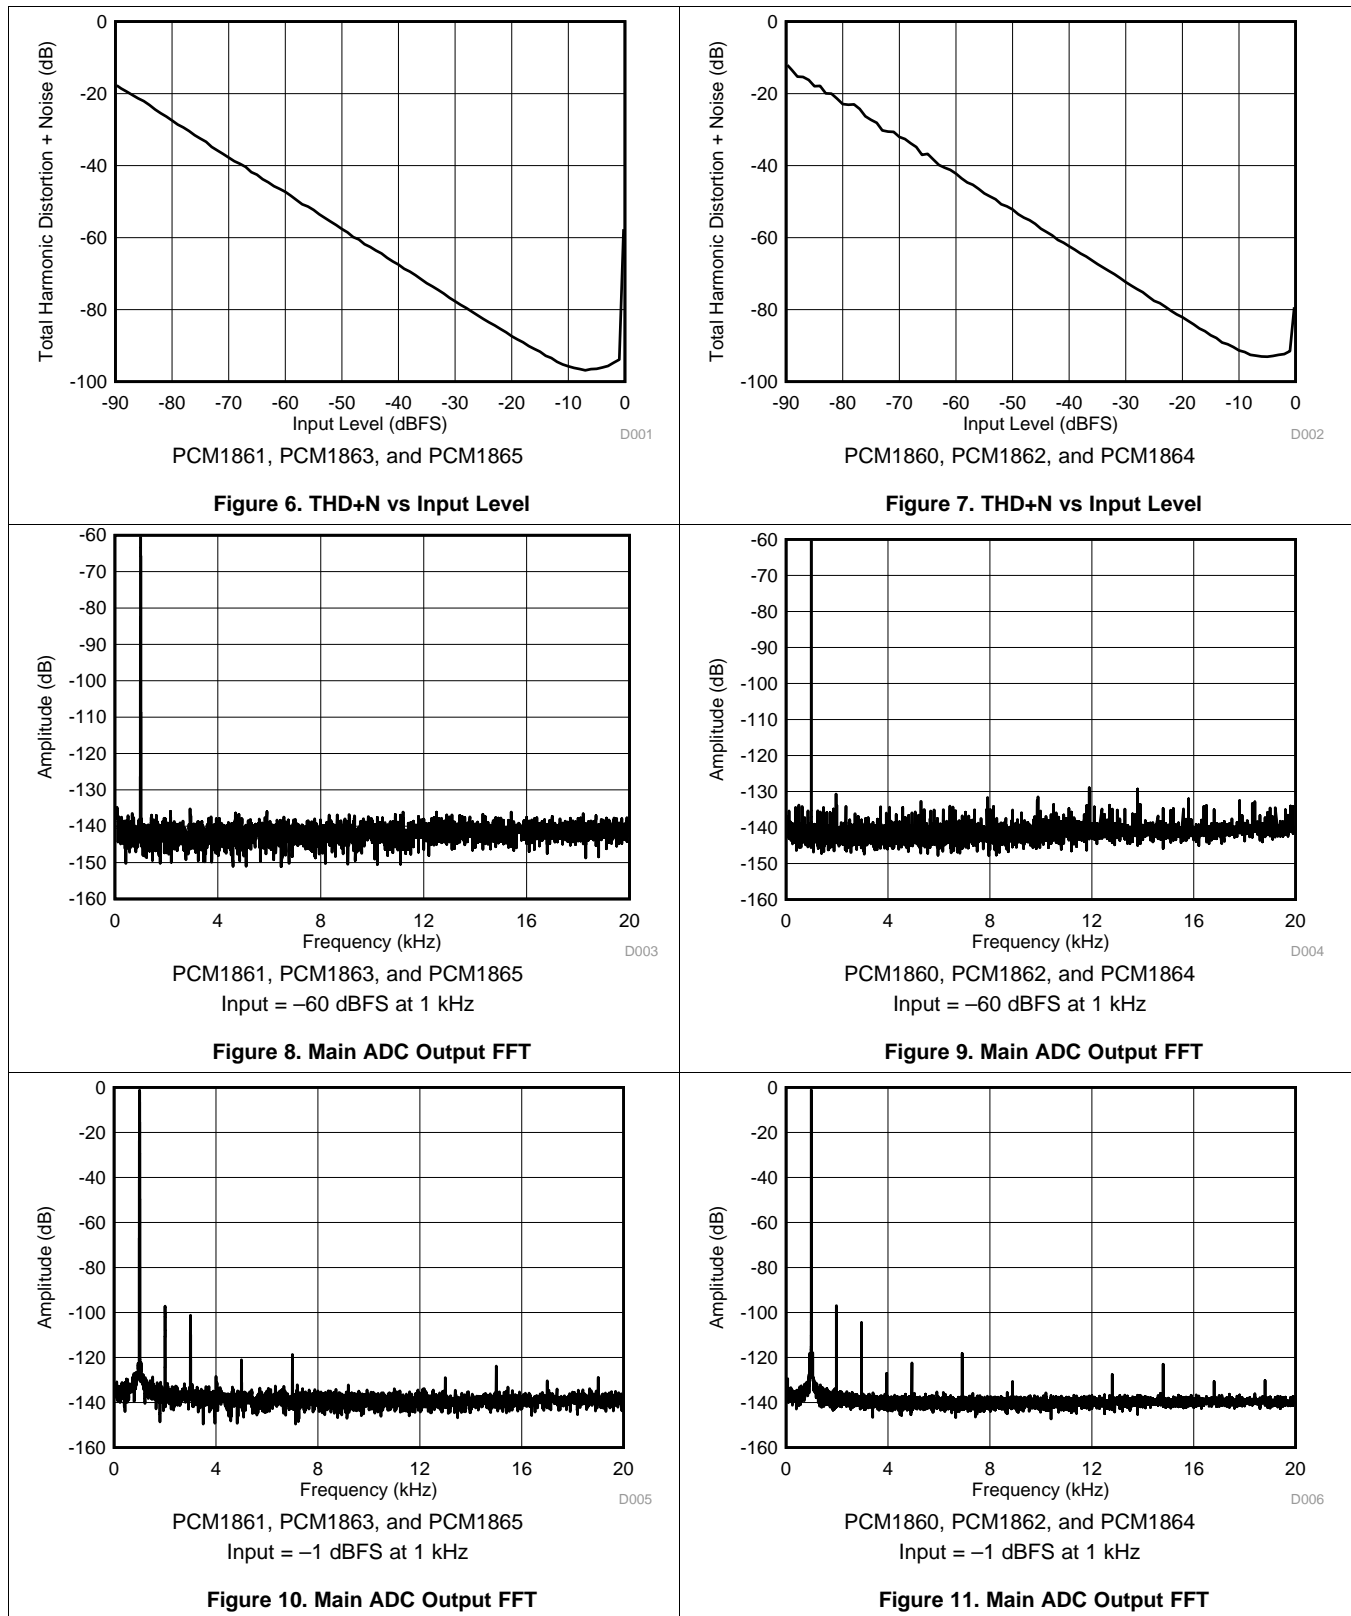 0
-20
-40
-60
-80
-100
Total Harmonic Distortion + Noise (dB)
-90 -80 -70 -60 -50 -40 -30 -20 -10 0
Input Level (dBFS)
D001
PCM1861, PCM1863, and PCM1865
Figure 6. THD+N vs Input Level
0
-20
-40
-60
-80
-100
Total Harmonic Distortion + Noise (dB)
-90 -80 -70 -60 -50 -40 -30 -20 -10 0
Input Level (dBFS)
D002
PCM1860, PCM1862, and PCM1864
Figure 7. THD+N vs Input Level
-60
-70
-80
-90
-100
-110
-120
-130
-140
-150
-160
Amplitude (dB)
0 4 8 12 16 20
Frequency (kHz)
D003
PCM1861, PCM1863, and PCM1865
Input = –60 dBFS at 1 kHz
Figure 8. Main ADC Output FFT
-60
-70
-80
-90
-100
-110
-120
-130
-140
-150
-160
Amplitude (dB)
0 4 8 12 16 20
Frequency (kHz)
D004
PCM1860, PCM1862, and PCM1864
Input = –60 dBFS at 1 kHz
Figure 9. Main ADC Output FFT
0
-20
-40
-60
-80
-100
-120
-140
-160
Amplitude (dB)
0 4 8 12 16 20
Frequency (kHz)
D005
PCM1861, PCM1863, and PCM1865
Input = –1 dBFS at 1 kHz
Figure 10. Main ADC Output FFT
0
-20
-40
-60
-80
-100
-120
-140
-160
Amplitude (dB)
0 4 8 12 16 20
Frequency (kHz)
D006
PCM1860, PCM1862, and PCM1864
Input = –1 dBFS at 1 kHz
Figure 11. Main ADC Output FFT